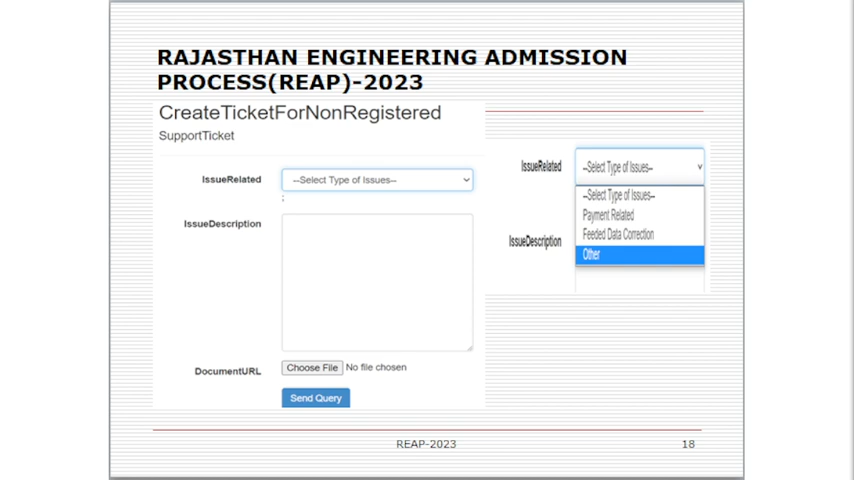 RAJASTHAN ENGINEERING ADMISSION
PROCESS(REAP)-2023
CreateTicketForNonRegistered
SupportTicket
IssueRelated
--Select Type of Issues--
;
IssueDescription
DocumentURL
Choose File No file chosen
Send Query
IssueRelated
--Select Type of Issues--
--Select Type of Issues--
Payment Related
Feeded Data Correction
Other
IssueDescription
REAP-2023
18